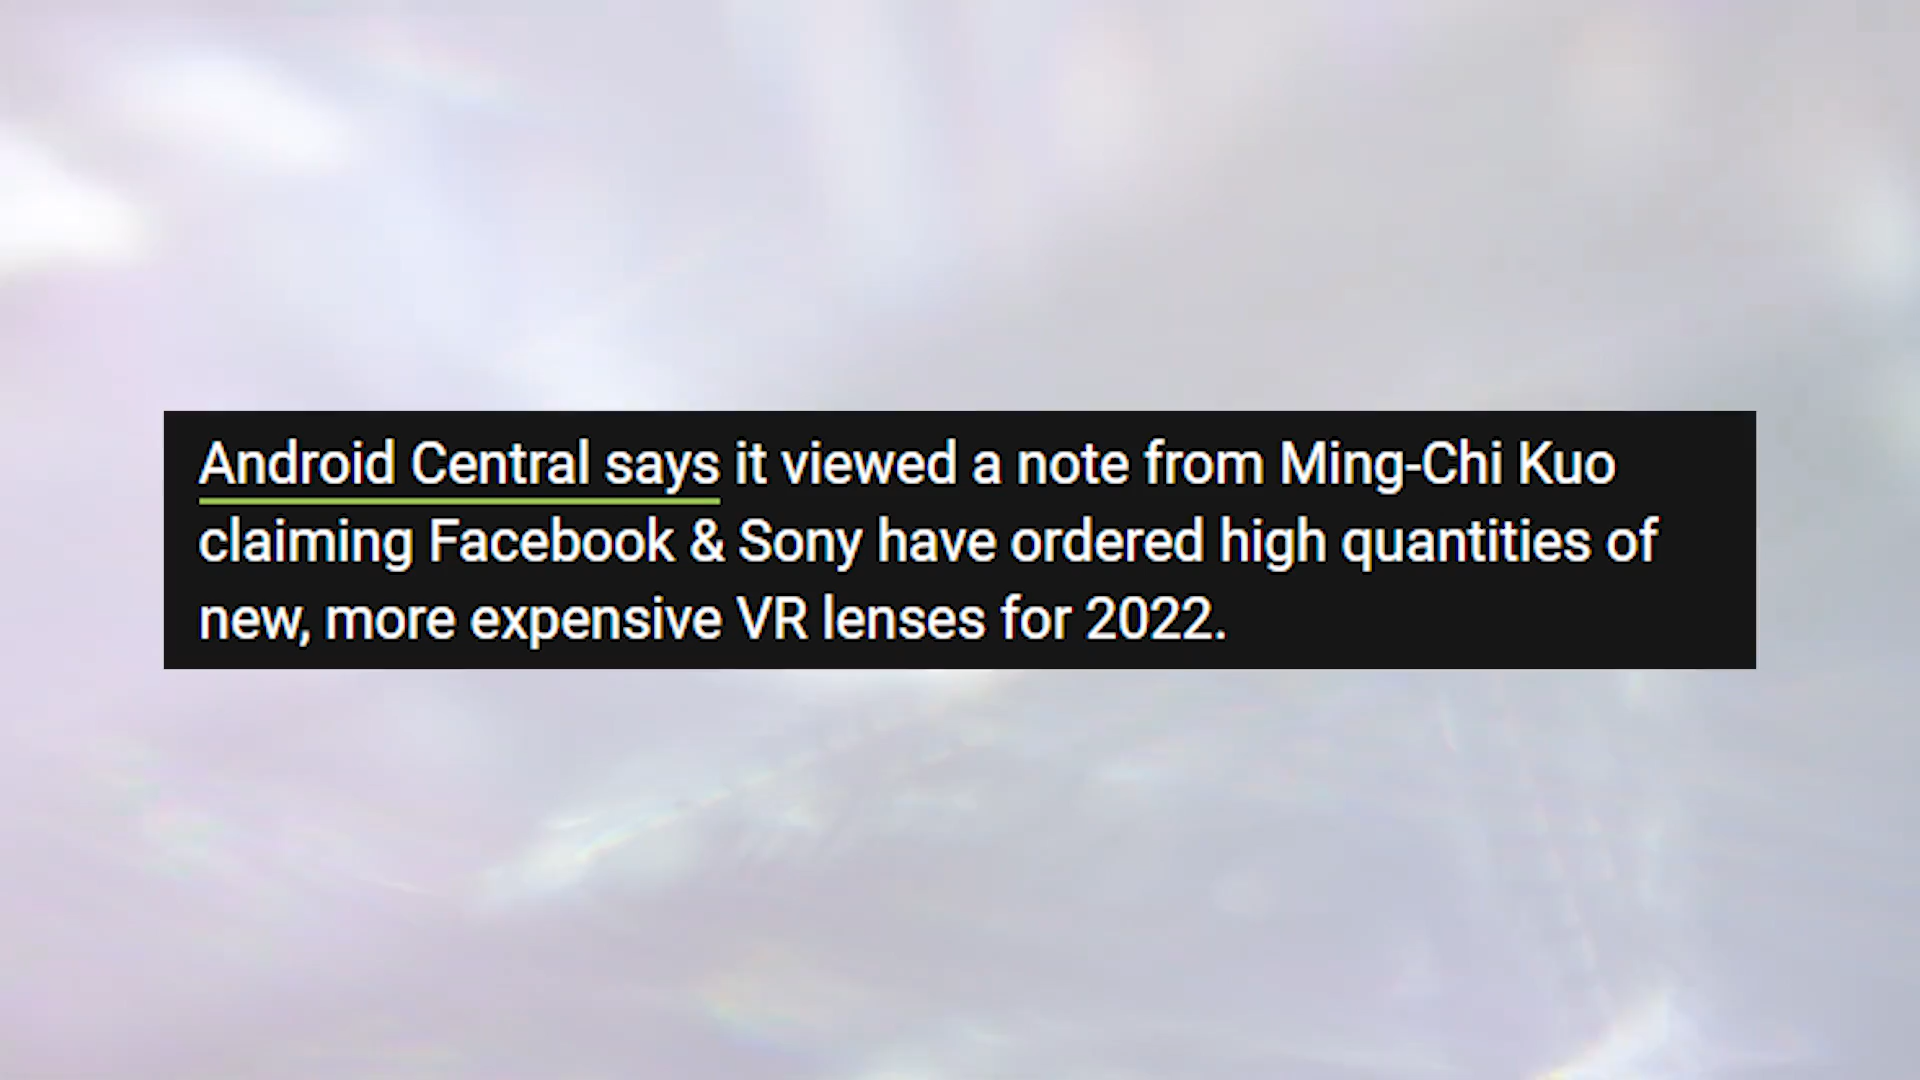 Android Central says it viewed a note from Ming-Chi Kuo
claiming Facebook & Sony have ordered high quantities of
new, more expensive VR lenses for 2022.